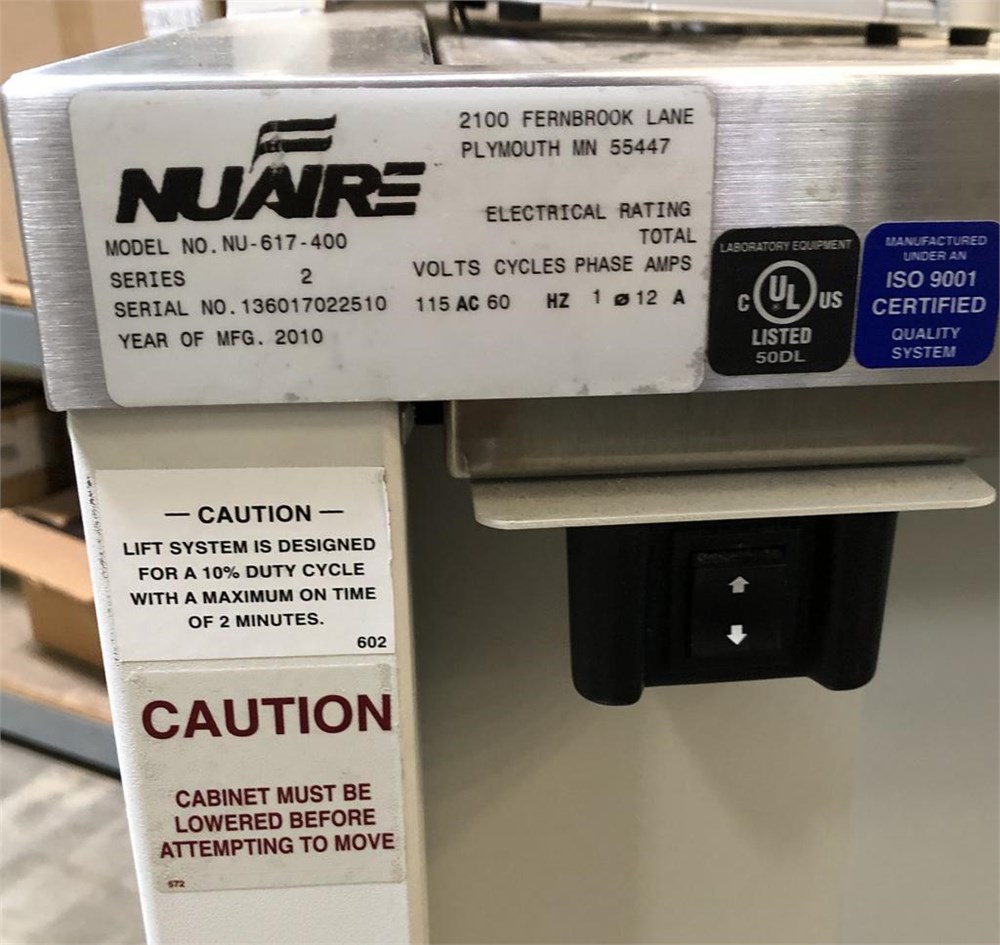 NUAIRE
2100 FERNBROOK LANE
PLYMOUTH MN 55447
MODEL NO. NU-617-400
SERIES 2
SERIAL NO. 136017022510
YEAR OF MFG. 2010
ELECTRICAL RATING
TOTAL
VOLTS CYCLES PHASE AMPS
115 AC 60 HZ 1 ø 12 A
LABORATORY EQUIPMENT
C UL US
LISTED
50DL
MANUFACTURED
UNDER AN
ISO 9001
CERTIFIED
QUALITY
SYSTEM
— CAUTION —
LIFT SYSTEM IS DESIGNED
FOR A 10% DUTY CYCLE
WITH A MAXIMUM ON TIME
OF 2 MINUTES.
602
CAUTION
CABINET MUST BE
LOWERED BEFORE
ATTEMPTING TO MOVE
572